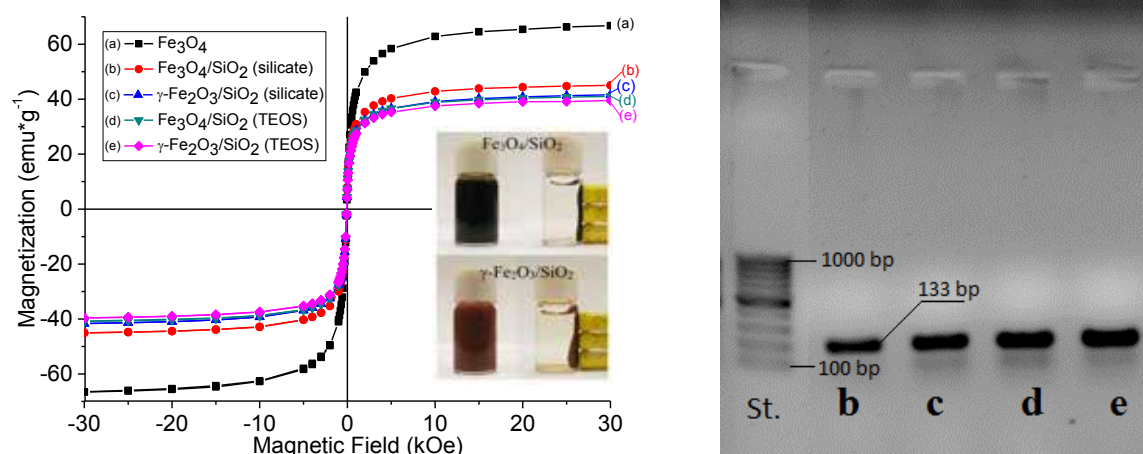 Magnetization (emu*g⁻¹)
60
40
20
0
-20
-40
-60
-30
-20
-10
0
10
20
30
Magnetic Field (kOe)
(a) Fe₃O₄
(b) Fe₃O₄/SiO₂ (silicate)
(c) γ-Fe₂O₃/SiO₂ (silicate)
(d) Fe₃O₄/SiO₂ (TEOS)
(e) γ-Fe₂O₃/SiO₂ (TEOS)
(a)
(b)
(c)
(d)
(e)
Fe₃O₄/SiO₂
γ-Fe₂O₃/SiO₂
1000 bp
133 bp
100 bp
St.
b
c
d
e